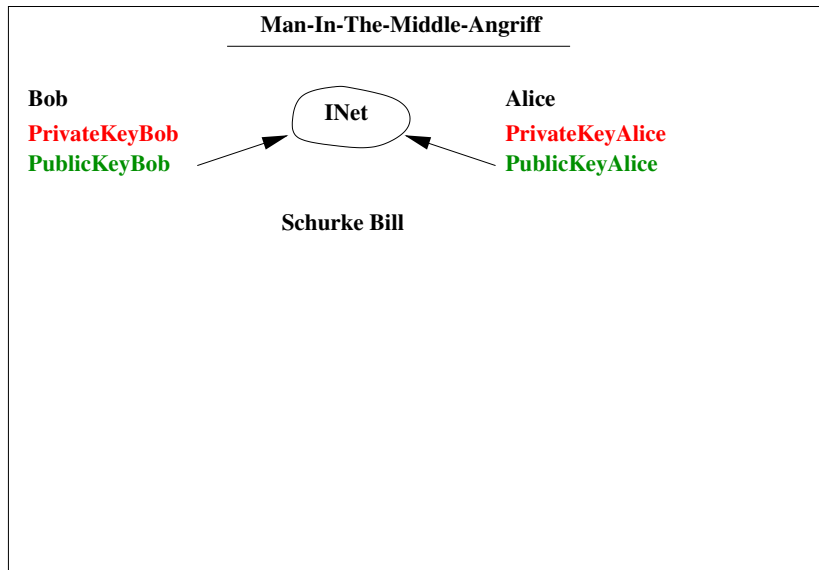 Man-In-The-Middle-Angriff
Bob
PrivateKeyBob
PublicKeyBob
INet
Alice
PrivateKeyAlice
PublicKeyAlice
Schurke Bill